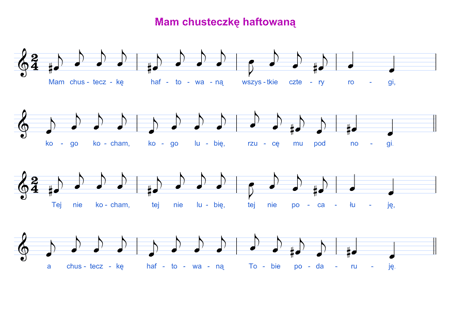 Mam chusteczkę haftowaną
2 4
Mam chus - tecz - kę haf - to - wa - ną wszys - tkie czte - ry ro - gi,
ko - go ko - cham, ko - go lu - bię, rzu - cę mu pod no - gi.
2 4
Tej nie ko - cham, tej nie lu - bię, tej nie po - ca - łu - ję,
a chus - tecz - kę haf - to - wa - ną To - bie po - da - ru - ję